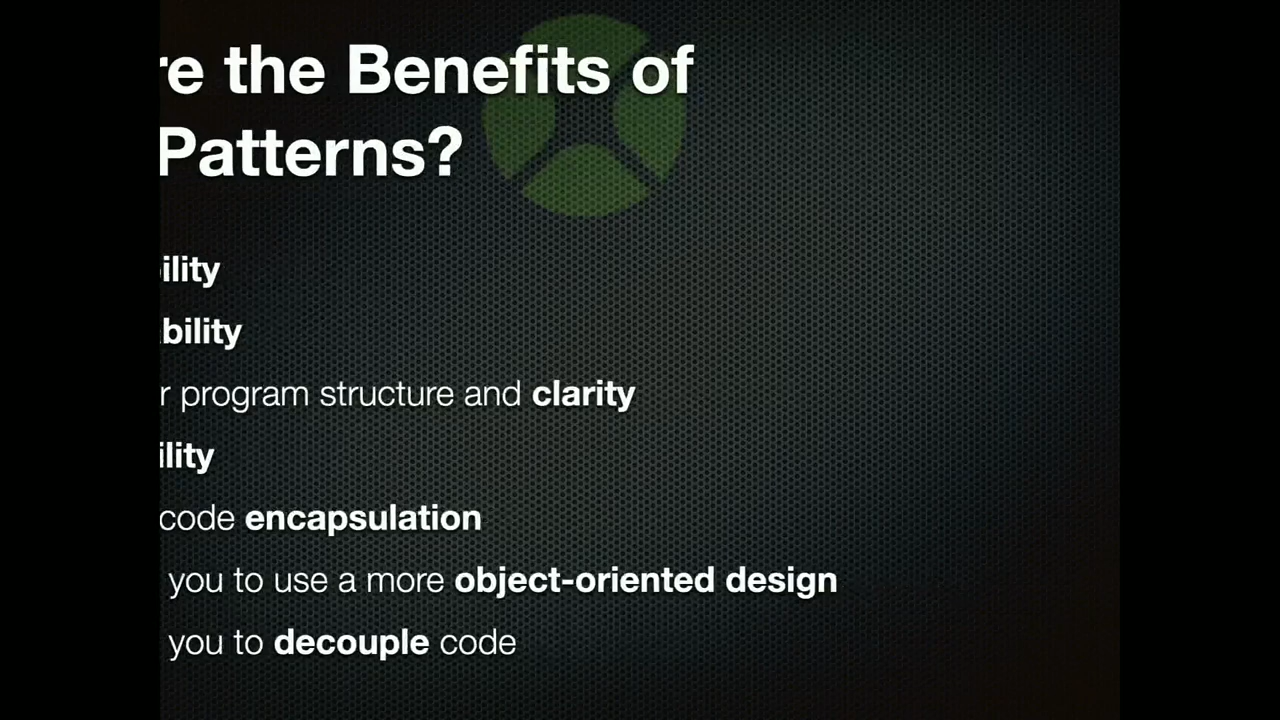 re the Benefits of
Patterns?
ility
bility
r program structure and clarity
ility
code encapsulation
you to use a more object-oriented design
you to decouple code